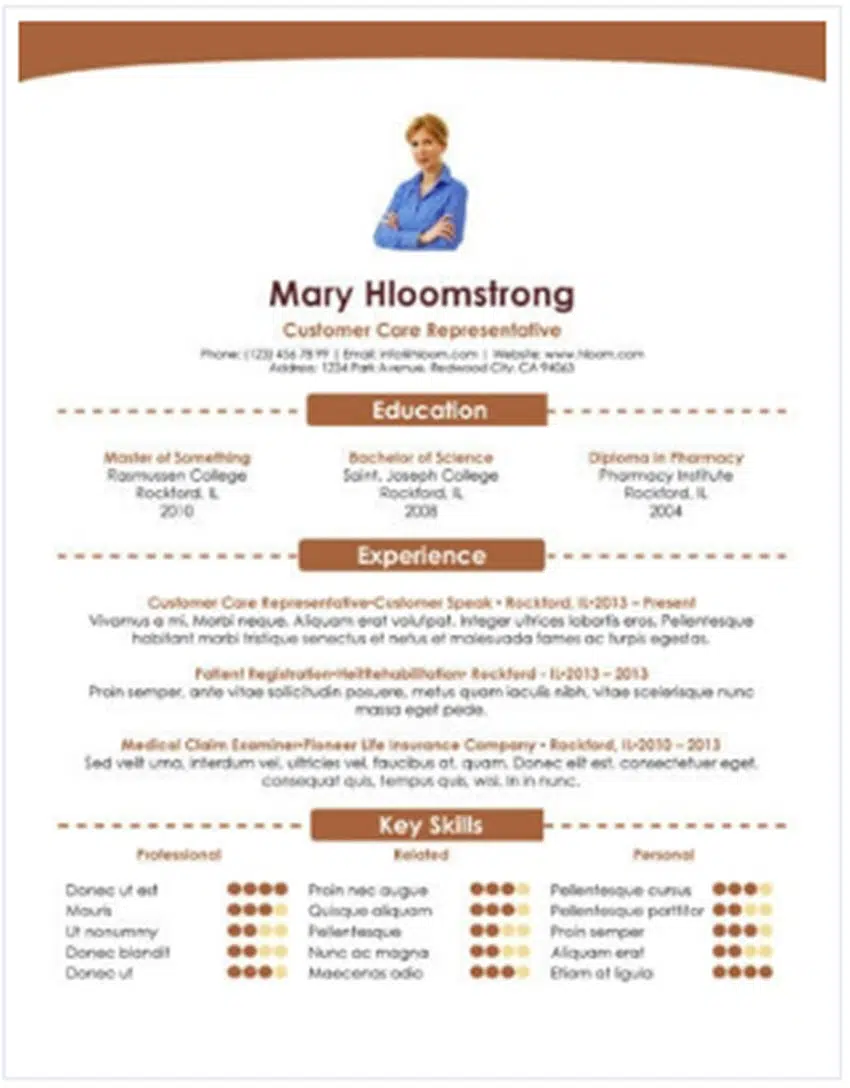 Mary Hloomstrong
Customer Care Representative
Phone: (123) 456 78 99 | Email: info@hloom.com | Website: www.hloom.com
Address: 1234 Park Avenue, Redwood City, CA 94063
Education
Master of Something
Rasmussen College
Rockford, IL
2010
Bachelor of Science
Saint. Joseph College
Rockford, IL
2008
Diploma in Pharmacy
Pharmacy Institute
Rockford, IL
2004
Experience
Customer Care Representative•Customer Speak • Rockford, IL•2013 – Present
Vivamus a mi. Morbi neque. Aliquam erat volutpat. Integer ultrices lobortis eros. Pellentesque
habitant morbi tristique senectus et netus et malesuada fames ac turpis egestas.
Patient Registration• Rockford - IL•2013 – 2013
Proin semper, ante vitae sollicitudin posuere, metus quam iaculis nibh, vitae scelerisque nunc
massa eget pede.
Medical Claim Examiner•Pioneer Life Insurance Company • Rockford, IL•2010 – 2013
Sed velit urna, interdum vel, ultricies vel, faucibus at, quam. Donec elit est, consectetuer eget,
consequat quis, tempus quis, wisi. In in nunc.
Key Skills
Professional
Donec ut est
Mauris
Ut nonummy
Donec blandit
Donec ut
Related
Proin nec augue
Quisque aliquam
Pellentesque
Nunc ac magna
Maecenas odio
Personal
Pellentesque cursus
Pellentesque porttitor
Proin semper
Aliquam erat
Etiam at ligula